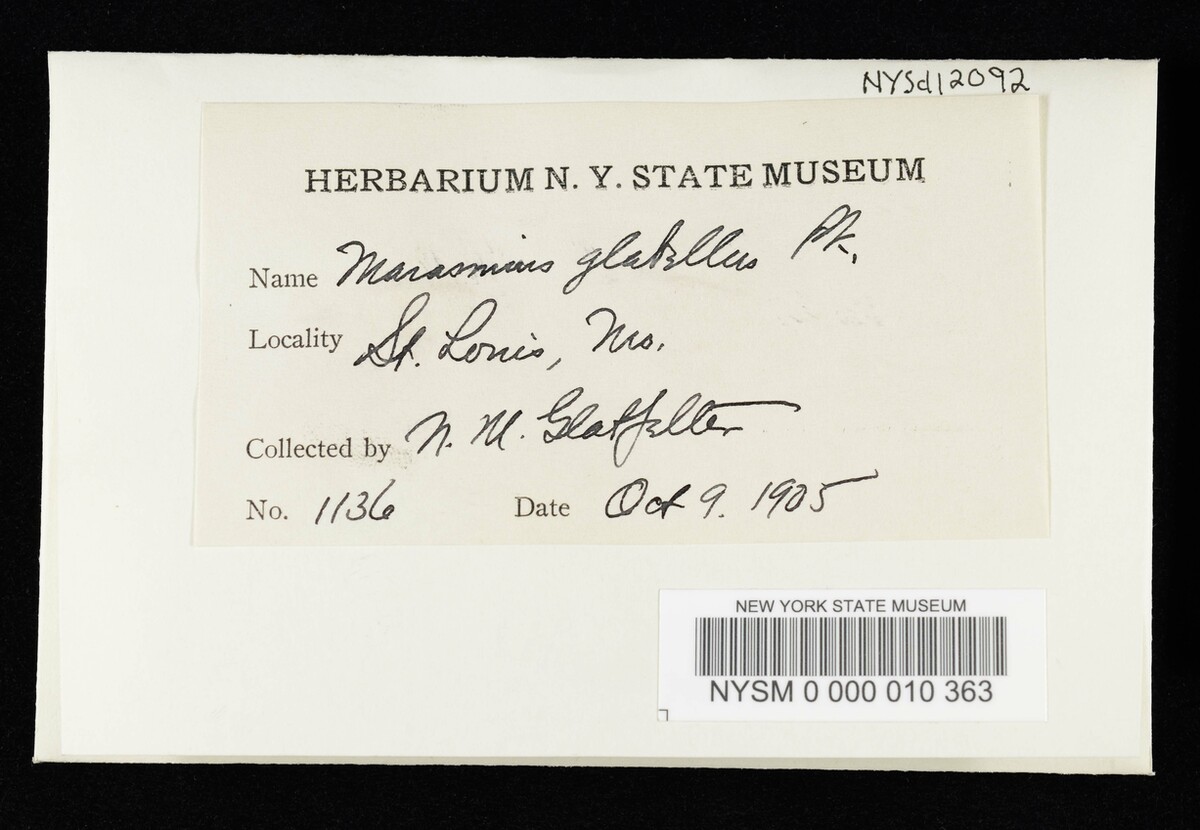 NYSd12092
HERBARIUM N. Y. STATE MUSEUM
Name Marasmius glabellus Pk.
Locality St. Louis, Mo.
Collected by N. M. Glatfelter
No. 1136 Date Oct 9. 1905
NEW YORK STATE MUSEUM
NYSM 0 000 010 363